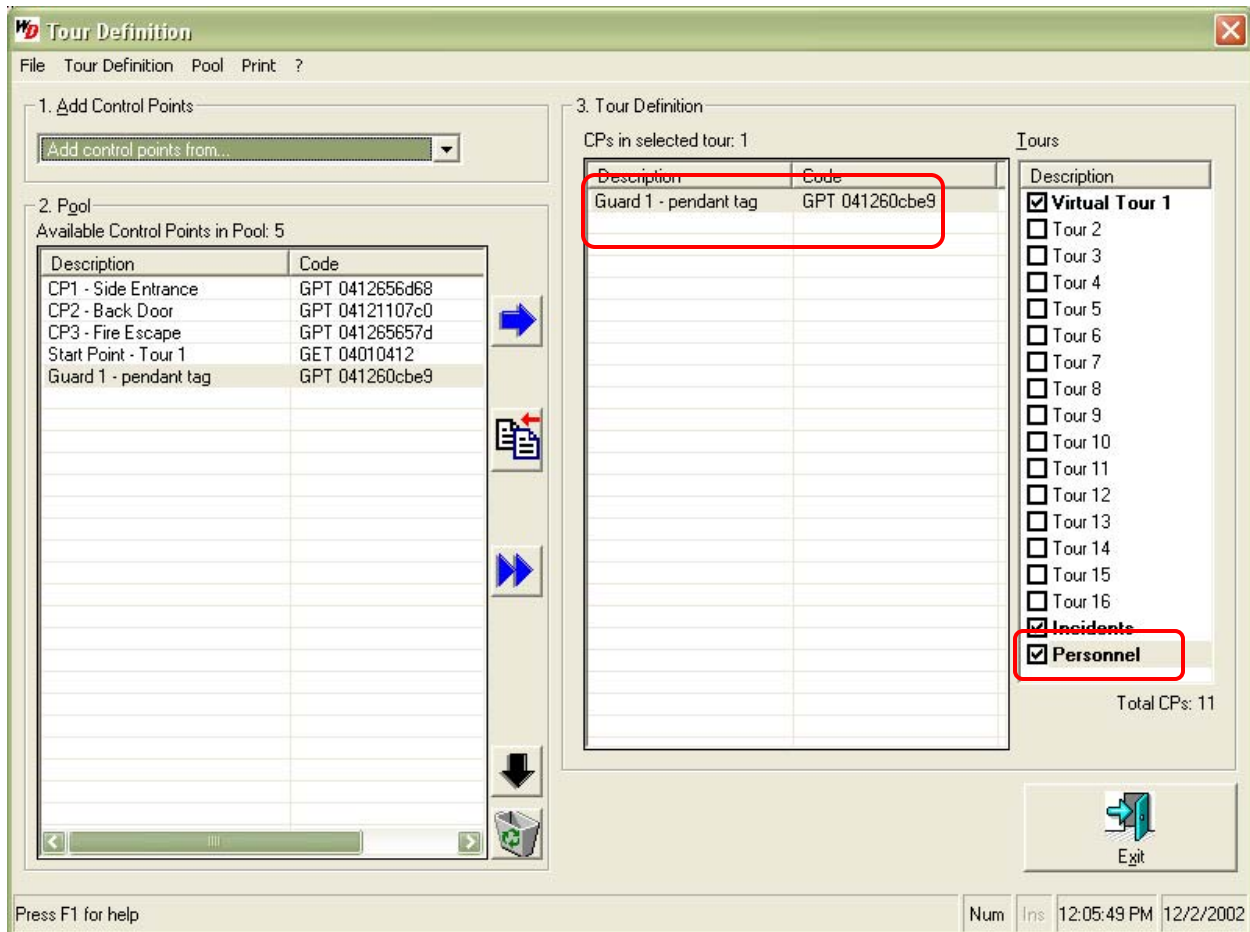 WD Tour Definition
File Tour Definition Pool Print ?
1. Add Control Points
Add control points from...
2. Pool
Available Control Points in Pool: 5
Description Code
CP1 - Side Entrance GPT 0412656d68
CP2 - Back Door GPT 04121107c0
CP3 - Fire Escape GPT 041265657d
Start Point - Tour 1 GET 04010412
Guard 1 - pendant tag GPT 041260cbe9
3. Tour Definition
CPs in selected tour: 1
Description Code
Guard 1 - pendant tag GPT 041260cbe9
Tours
Description
Virtual Tour 1
Tour 2
Tour 3
Tour 4
Tour 5
Tour 6
Tour 7
Tour 8
Tour 9
Tour 10
Tour 11
Tour 12
Tour 13
Tour 14
Tour 15
Tour 16
Incidents
Personnel
Total CPs: 11
Exit
Press F1 for help Num Ins 12:05:49 PM 12/2/2002